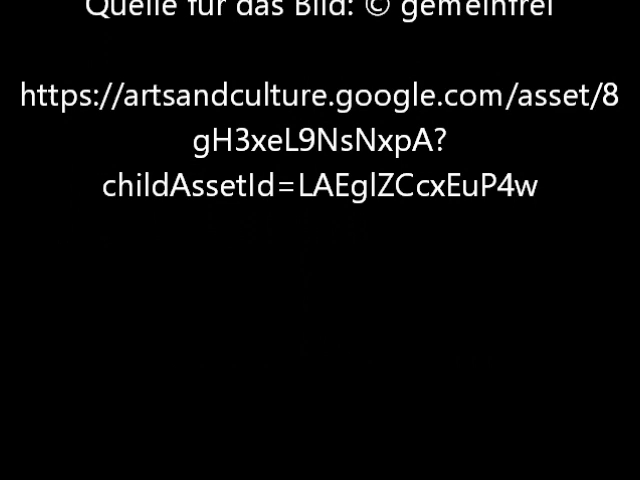 Quelle für das Bild: © gemeinfrei
https://artsandculture.google.com/asset/8
gH3xeL9NsNxpA?
childAssetId=LAEglZCcxEuP4w